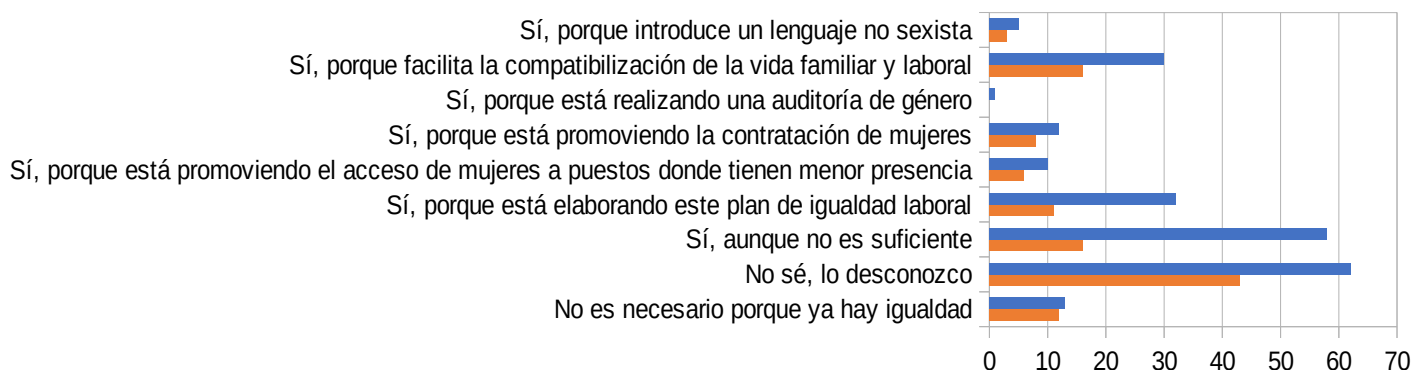 Sí, porque introduce un lenguaje no sexista
Sí, porque facilita la compatibilización de la vida familiar y laboral
Sí, porque está realizando una auditoría de género
Sí, porque está promoviendo la contratación de mujeres
Sí, porque está promoviendo el acceso de mujeres a puestos donde tienen menor presencia
Sí, porque está elaborando este plan de igualdad laboral
Sí, aunque no es suficiente
No sé, lo desconozco
No es necesario porque ya hay igualdad
0 10 20 30 40 50 60 70